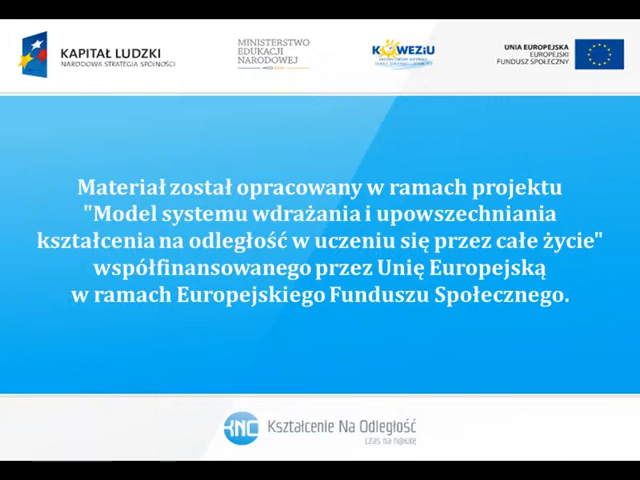 KAPITAŁ LUDZKI
NARODOWA STRATEGIA SPÓJNOŚCI
MINISTERSTWO
EDUKACJI
NARODOWEJ
KOWEZiU
UNIA EUROPEJSKA
EUROPEJSKI
FUNDUSZ SPOŁECZNY
Materiał został opracowany w ramach projektu
"Model systemu wdrażania i upowszechniania
kształcenia na odległość w uczeniu się przez całe życie"
współfinansowanego przez Unię Europejską
w ramach Europejskiego Funduszu Społecznego.
KNO
Kształcenie Na Odległość
czas na naukę